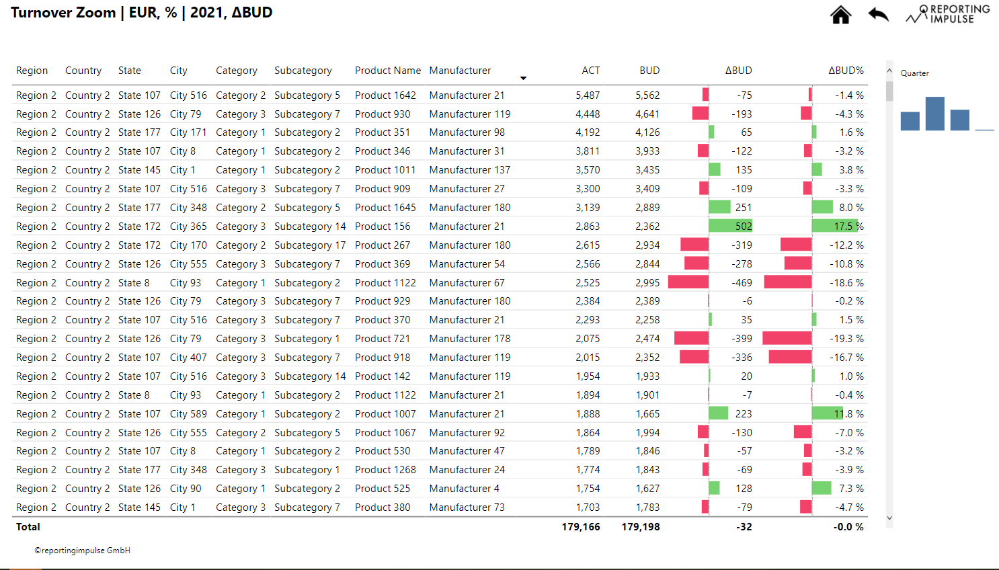 Turnover Zoom | EUR, % | 2021, ΔBUD
REPORTING
IMPULSE
Region Country State City Category Subcategory Product Name Manufacturer ACT BUD ΔBUD ΔBUD%
Quarter
Region 2 Country 2 State 107 City 516 Category 2 Subcategory 5 Product 1642 Manufacturer 21 5,487 5,562 -75 -1.4 %
Region 2 Country 2 State 126 City 79 Category 3 Subcategory 7 Product 930 Manufacturer 119 4,448 4,641 -193 -4.3 %
Region 2 Country 2 State 177 City 171 Category 1 Subcategory 2 Product 351 Manufacturer 98 4,192 4,126 65 1.6 %
Region 2 Country 2 State 107 City 8 Category 1 Subcategory 2 Product 346 Manufacturer 31 3,811 3,933 -122 -3.2 %
Region 2 Country 2 State 145 City 1 Category 1 Subcategory 2 Product 1011 Manufacturer 137 3,570 3,435 135 3.8 %
Region 2 Country 2 State 107 City 516 Category 3 Subcategory 7 Product 909 Manufacturer 27 3,300 3,409 -109 -3.3 %
Region 2 Country 2 State 177 City 348 Category 2 Subcategory 5 Product 1645 Manufacturer 180 3,139 2,889 251 8.0 %
Region 2 Country 2 State 172 City 365 Category 3 Subcategory 14 Product 156 Manufacturer 21 2,863 2,362 502 17.5 %
Region 2 Country 2 State 172 City 170 Category 2 Subcategory 17 Product 267 Manufacturer 180 2,615 2,934 -319 -12.2 %
Region 2 Country 2 State 126 City 555 Category 3 Subcategory 7 Product 369 Manufacturer 54 2,566 2,844 -278 -10.8 %
Region 2 Country 2 State 8 City 93 Category 1 Subcategory 2 Product 1122 Manufacturer 67 2,525 2,995 -469 -18.6 %
Region 2 Country 2 State 126 City 79 Category 3 Subcategory 7 Product 929 Manufacturer 180 2,384 2,389 -6 -0.2 %
Region 2 Country 2 State 107 City 516 Category 3 Subcategory 7 Product 370 Manufacturer 21 2,293 2,258 35 1.5 %
Region 2 Country 2 State 126 City 79 Category 3 Subcategory 1 Product 721 Manufacturer 178 2,075 2,474 -399 -19.3 %
Region 2 Country 2 State 107 City 407 Category 3 Subcategory 7 Product 918 Manufacturer 119 2,015 2,352 -336 -16.7 %
Region 2 Country 2 State 107 City 516 Category 3 Subcategory 14 Product 142 Manufacturer 119 1,954 1,933 20 1.0 %
Region 2 Country 2 State 8 City 93 Category 1 Subcategory 2 Product 1122 Manufacturer 21 1,894 1,901 -7 -0.4 %
Region 2 Country 2 State 107 City 589 Category 1 Subcategory 2 Product 1007 Manufacturer 21 1,888 1,665 223 11.8 %
Region 2 Country 2 State 126 City 555 Category 2 Subcategory 5 Product 1067 Manufacturer 92 1,864 1,994 -130 -7.0 %
Region 2 Country 2 State 107 City 8 Category 1 Subcategory 2 Product 530 Manufacturer 47 1,789 1,846 -57 -3.2 %
Region 2 Country 2 State 177 City 348 Category 3 Subcategory 1 Product 1268 Manufacturer 24 1,774 1,843 -69 -3.9 %
Region 2 Country 2 State 126 City 90 Category 1 Subcategory 2 Product 525 Manufacturer 4 1,754 1,627 128 7.3 %
Region 2 Country 2 State 145 City 1 Category 3 Subcategory 7 Product 380 Manufacturer 73 1,703 1,783 -79 -4.7 %
Total 179,166 179,198 -32 -0.0 %
©reportingimpulse GmbH